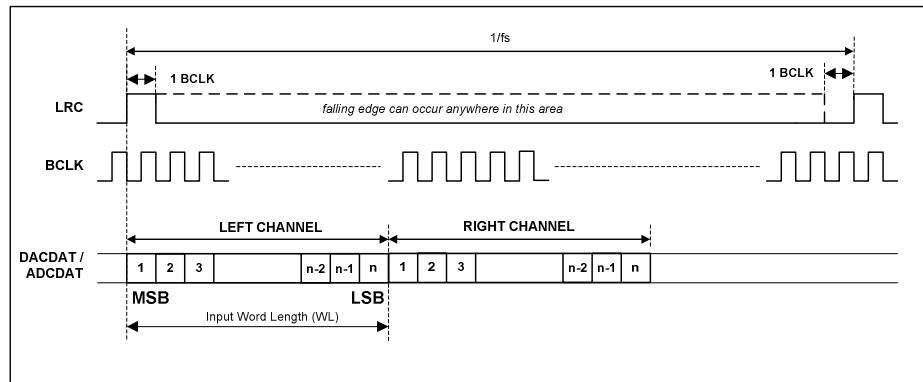 1/fs
1 BCLK
1 BCLK
LRC
falling edge can occur anywhere in this area
BCLK
LEFT CHANNEL
RIGHT CHANNEL
DACDAT /
ADCDAT
1 2 3 n-2 n-1 n 1 2 3 n-2 n-1 n
MSB
LSB
Input Word Length (WL)